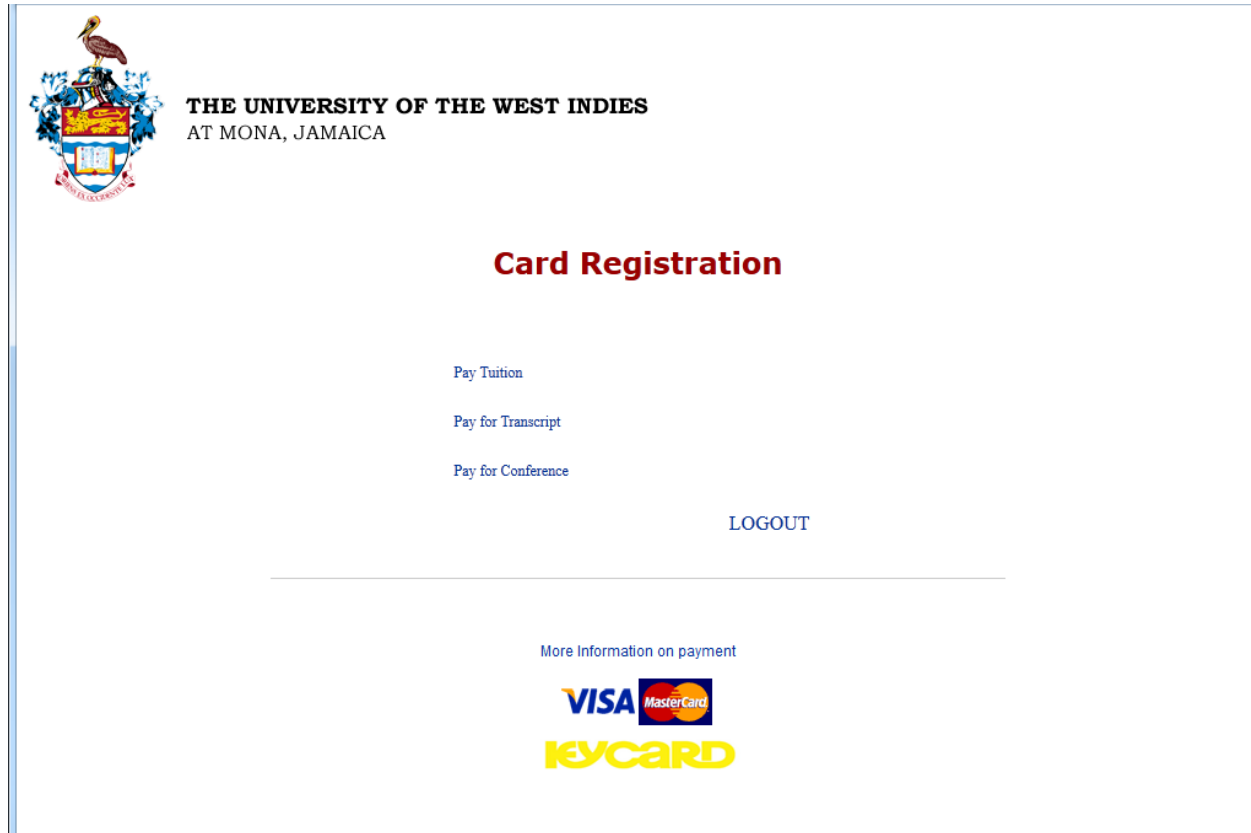 THE UNIVERSITY OF THE WEST INDIES
AT MONA, JAMAICA
Card Registration
Pay Tuition
Pay for Transcript
Pay for Conference
LOGOUT
More Information on payment
VISA MasterCard
KEYCARD